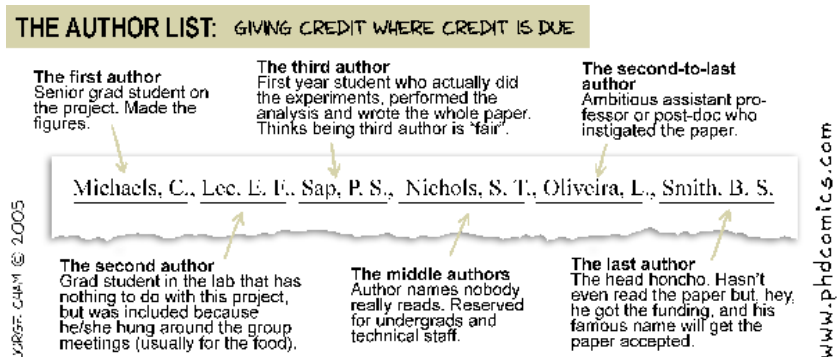 THE AUTHOR LIST: GIVING CREDIT WHERE CREDIT IS DUE
The first author
Senior grad student on
the project. Made the
figures.
The third author
First year student who actually did
the experiments, performed the
analysis and wrote the whole paper.
Thinks being third author is "fair".
The second-to-last
author
Ambitious assistant pro-
fessor or post-doc who
instigated the paper.
Michaels, C., Lee, E. F., Sap, P. S., Nichols, S. T., Oliveira, L., Smith, B. S.
The second author
Grad student in the lab that has
nothing to do with this project,
but was included because
he/she hung around the group
meetings (usually for the food).
The middle authors
Author names nobody
really reads. Reserved
for undergrads and
technical staff.
The last author
The head honcho. Hasn't
even read the paper but, hey,
he got the funding, and his
famous name will get the
paper accepted.
JORGE CHAM © 2005
www.phdcomics.com